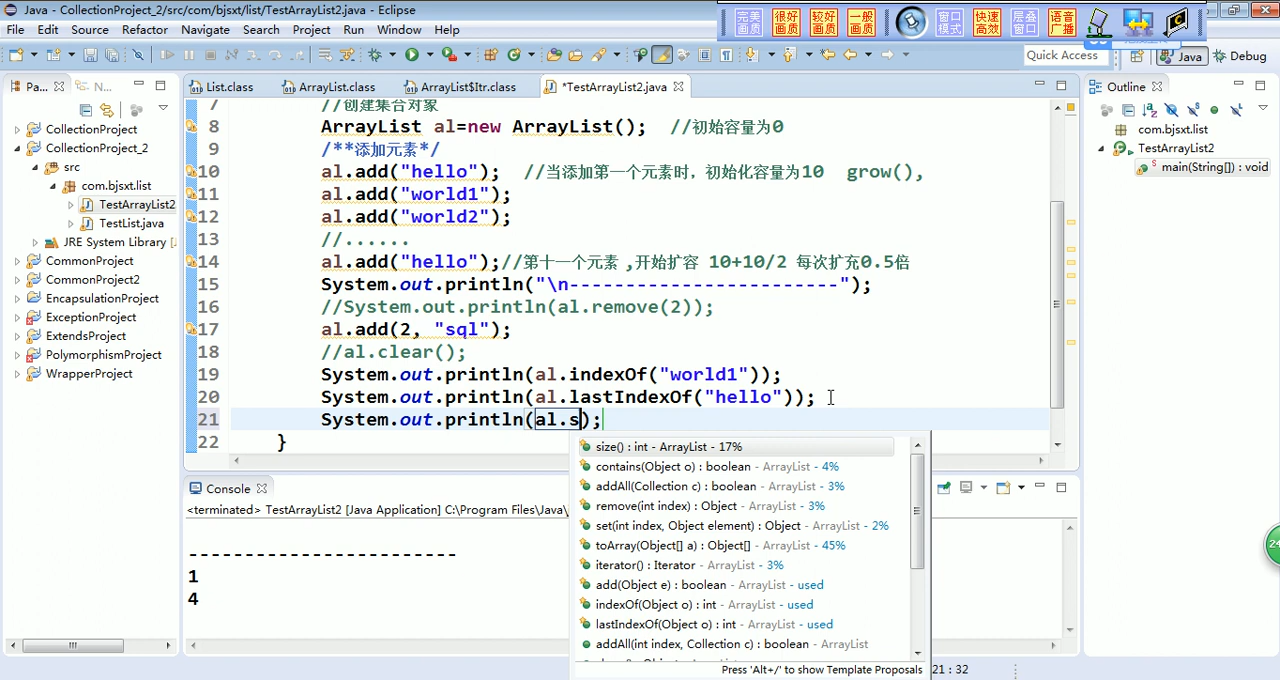 Java - CollectionProject_2/src/com/bjsxt/list/TestArrayList2.java - Eclipse
完美画质 很好画质 较好画质 一般画质 窗口模式 快速高效 层叠窗口 语音广播
File Edit Source Refactor Navigate Search Project Run Window Help
Quick Access Java Debug
Pa... N...
List.class ArrayList.class ArrayList$Itr.class *TestArrayList2.java
Outline
CollectionProject
CollectionProject_2
src
com.bjsxt.list
TestArrayList2
TestList.java
JRE System Library [J
CommonProject
CommonProject2
EncapsulationProject
ExceptionProject
ExtendsProject
PolymorphismProject
WrapperProject
7 //创建集合对象
8 ArrayList al=new ArrayList(); //初始容量为0
9 /**添加元素*/
10 al.add("hello"); //当添加第一个元素时，初始化容量为10 grow(),
11 al.add("world1");
12 al.add("world2");
13 //......
14 al.add("hello");//第十一个元素 ,开始扩容 10+10/2 每次扩充0.5倍
15 System.out.println("\n------------------------");
16 //System.out.println(al.remove(2));
17 al.add(2, "sql");
18 //al.clear();
19 System.out.println(al.indexOf("world1"));
20 System.out.println(al.lastIndexOf("hello"));
21 System.out.println(al.s);
22 }
size() : int - ArrayList - 17%
contains(Object o) : boolean - ArrayList - 4%
addAll(Collection c) : boolean - ArrayList - 3%
remove(int index) : Object - ArrayList - 3%
set(int index, Object element) : Object - ArrayList - 2%
toArray(Object[] a) : Object[] - ArrayList - 45%
iterator() : Iterator - ArrayList - 3%
add(Object e) : boolean - ArrayList - used
indexOf(Object o) : int - ArrayList - used
lastIndexOf(Object o) : int - ArrayList - used
addAll(int index, Collection c) : boolean - ArrayList
Press 'Alt+/' to show Template Proposals
com.bjsxt.list
TestArrayList2
main(String[]) : void
Console
<terminated> TestArrayList2 [Java Application] C:\Program Files\Java\
------------------------
1
4
21 : 32